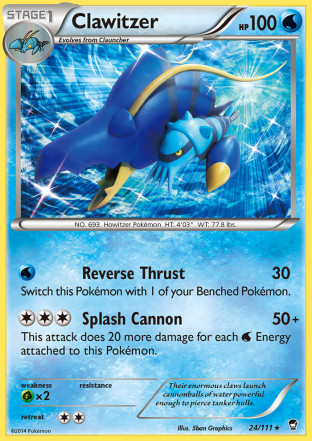 STAGE1
Clawitzer
HP100
Evolves from Clauncher
NO. 693 Howitzer Pokémon HT: 4'03" WT: 77.8 lbs.
Reverse Thrust 30
Switch this Pokémon with 1 of your Benched Pokémon.
Splash Cannon 50+
This attack does 20 more damage for each Energy
attached to this Pokémon.
weakness
×2
resistance
retreat
Their enormous claws launch
cannonballs of water powerful
enough to pierce tanker hulls.
©2014 Pokémon
Illus. 5ban Graphics
24/111 ★